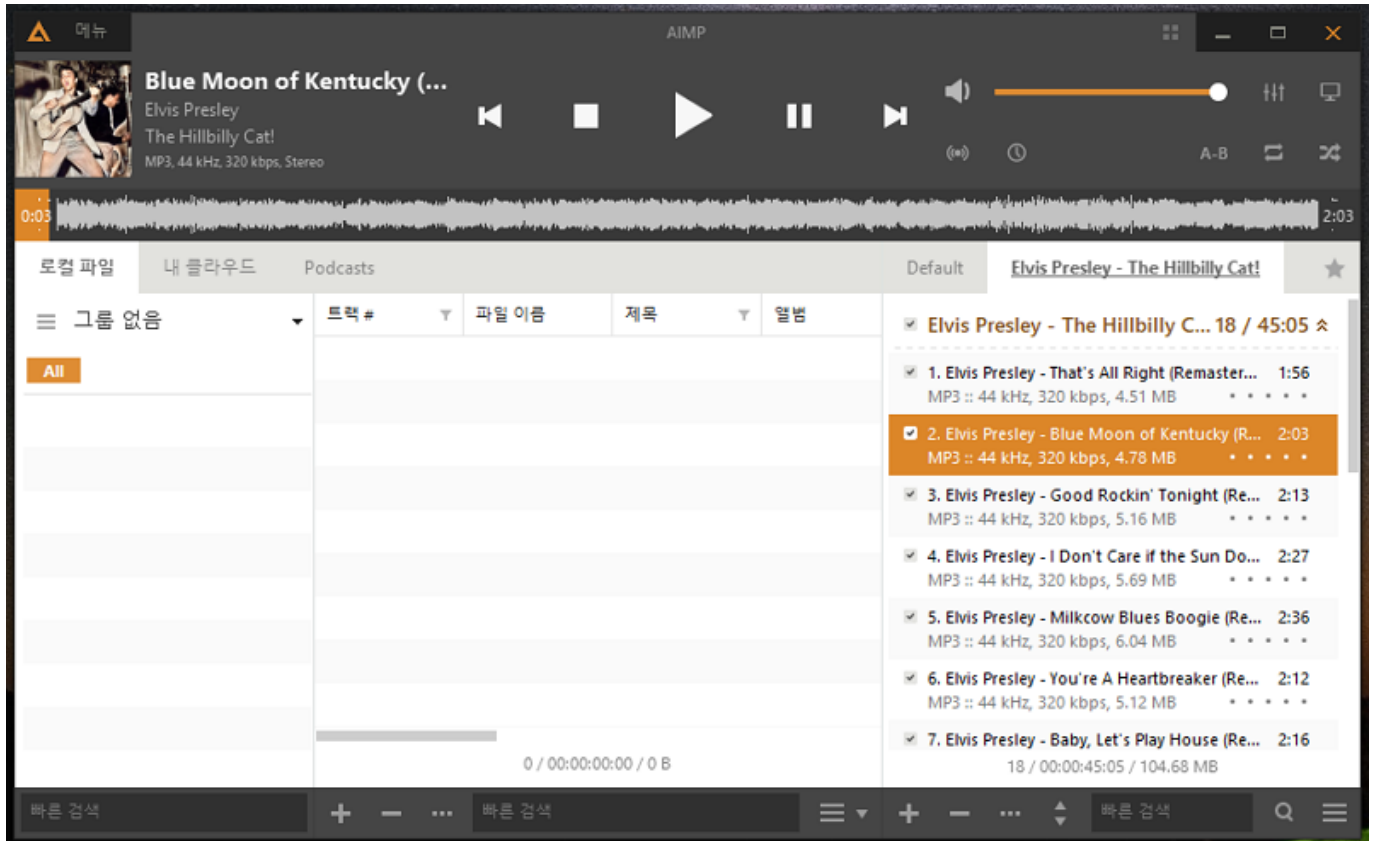 메뉴
AIMP
Blue Moon of Kentucky (...
Elvis Presley
The Hillbilly Cat!
MP3, 44 kHz, 320 kbps, Stereo
A-B
0:03
2:03
로컬 파일
내 클라우드
Podcasts
Default
Elvis Presley - The Hillbilly Cat!
그룹 없음
All
트랙 #
파일 이름
제목
앨범
0 / 00:00:00:00 / 0 B
Elvis Presley - The Hillbilly C... 18 / 45:05
1. Elvis Presley - That's All Right (Remaster... 1:56
MP3 :: 44 kHz, 320 kbps, 4.51 MB
2. Elvis Presley - Blue Moon of Kentucky (R... 2:03
MP3 :: 44 kHz, 320 kbps, 4.78 MB
3. Elvis Presley - Good Rockin' Tonight (Re... 2:13
MP3 :: 44 kHz, 320 kbps, 5.16 MB
4. Elvis Presley - I Don't Care if the Sun Do... 2:27
MP3 :: 44 kHz, 320 kbps, 5.69 MB
5. Elvis Presley - Milkcow Blues Boogie (Re... 2:36
MP3 :: 44 kHz, 320 kbps, 6.04 MB
6. Elvis Presley - You're A Heartbreaker (Re... 2:12
MP3 :: 44 kHz, 320 kbps, 5.12 MB
7. Elvis Presley - Baby, Let's Play House (Re... 2:16
18 / 00:00:45:05 / 104.68 MB
빠른 검색
빠른 검색
빠른 검색